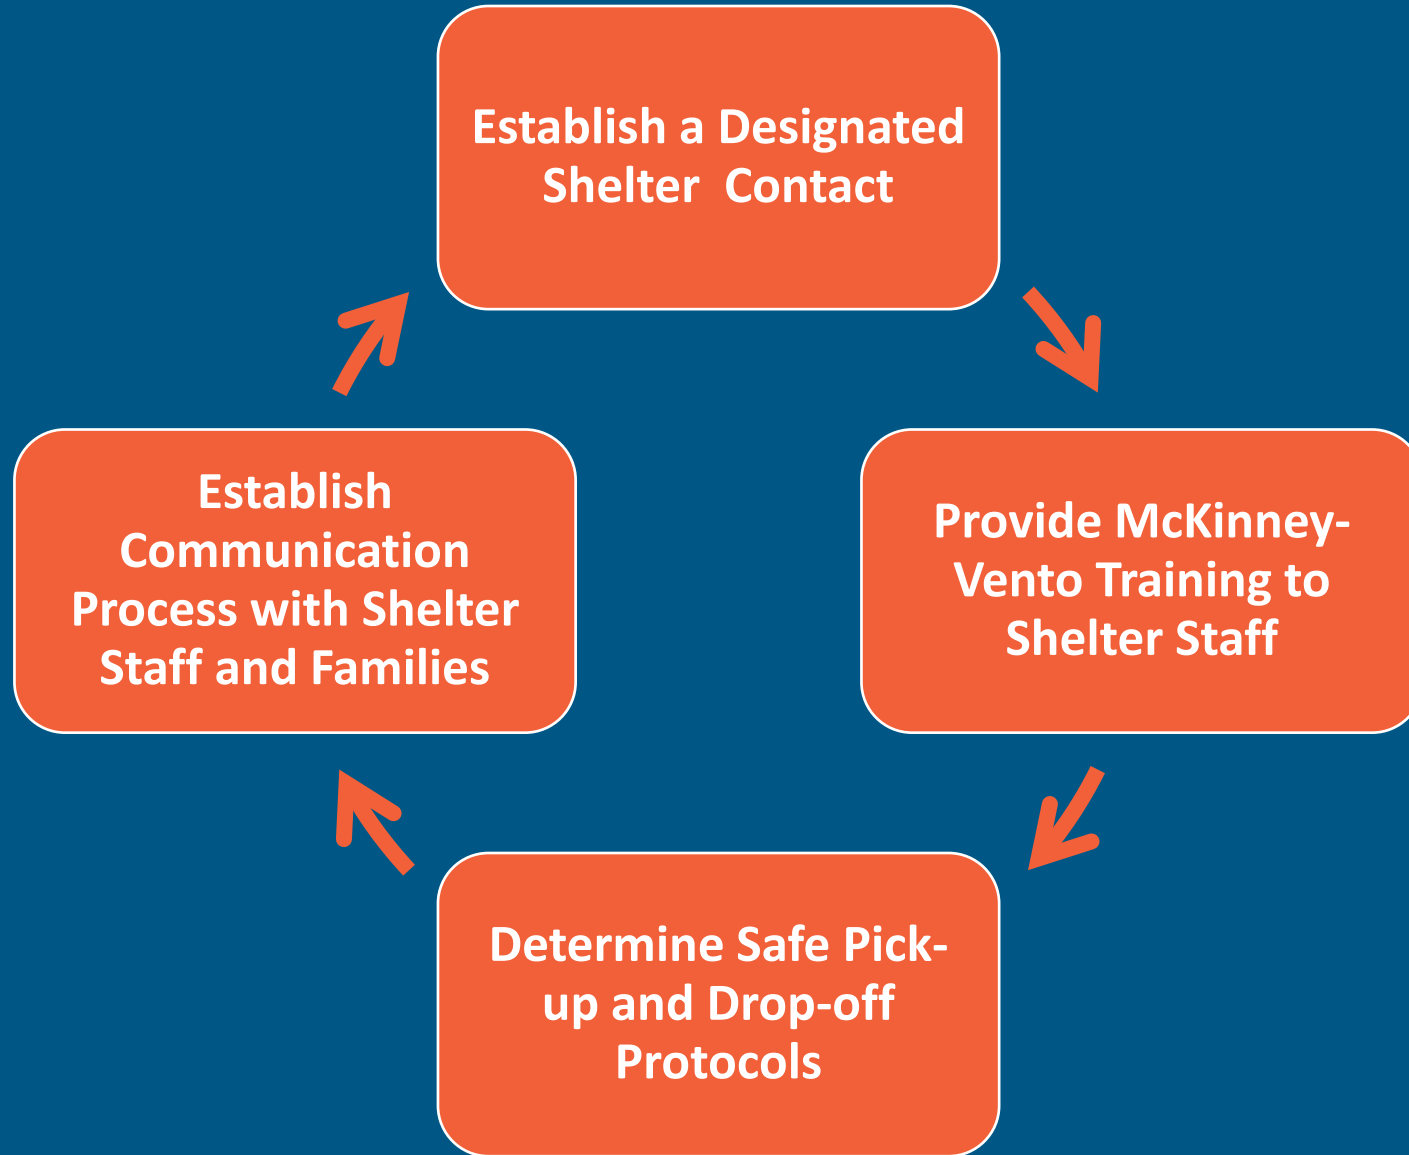 Establish a Designated
Shelter  Contact
Provide McKinney-
Vento Training to
Shelter Staff
Determine Safe Pick-
up and Drop-off
Protocols
Establish
Communication
Process with Shelter
Staff and Families